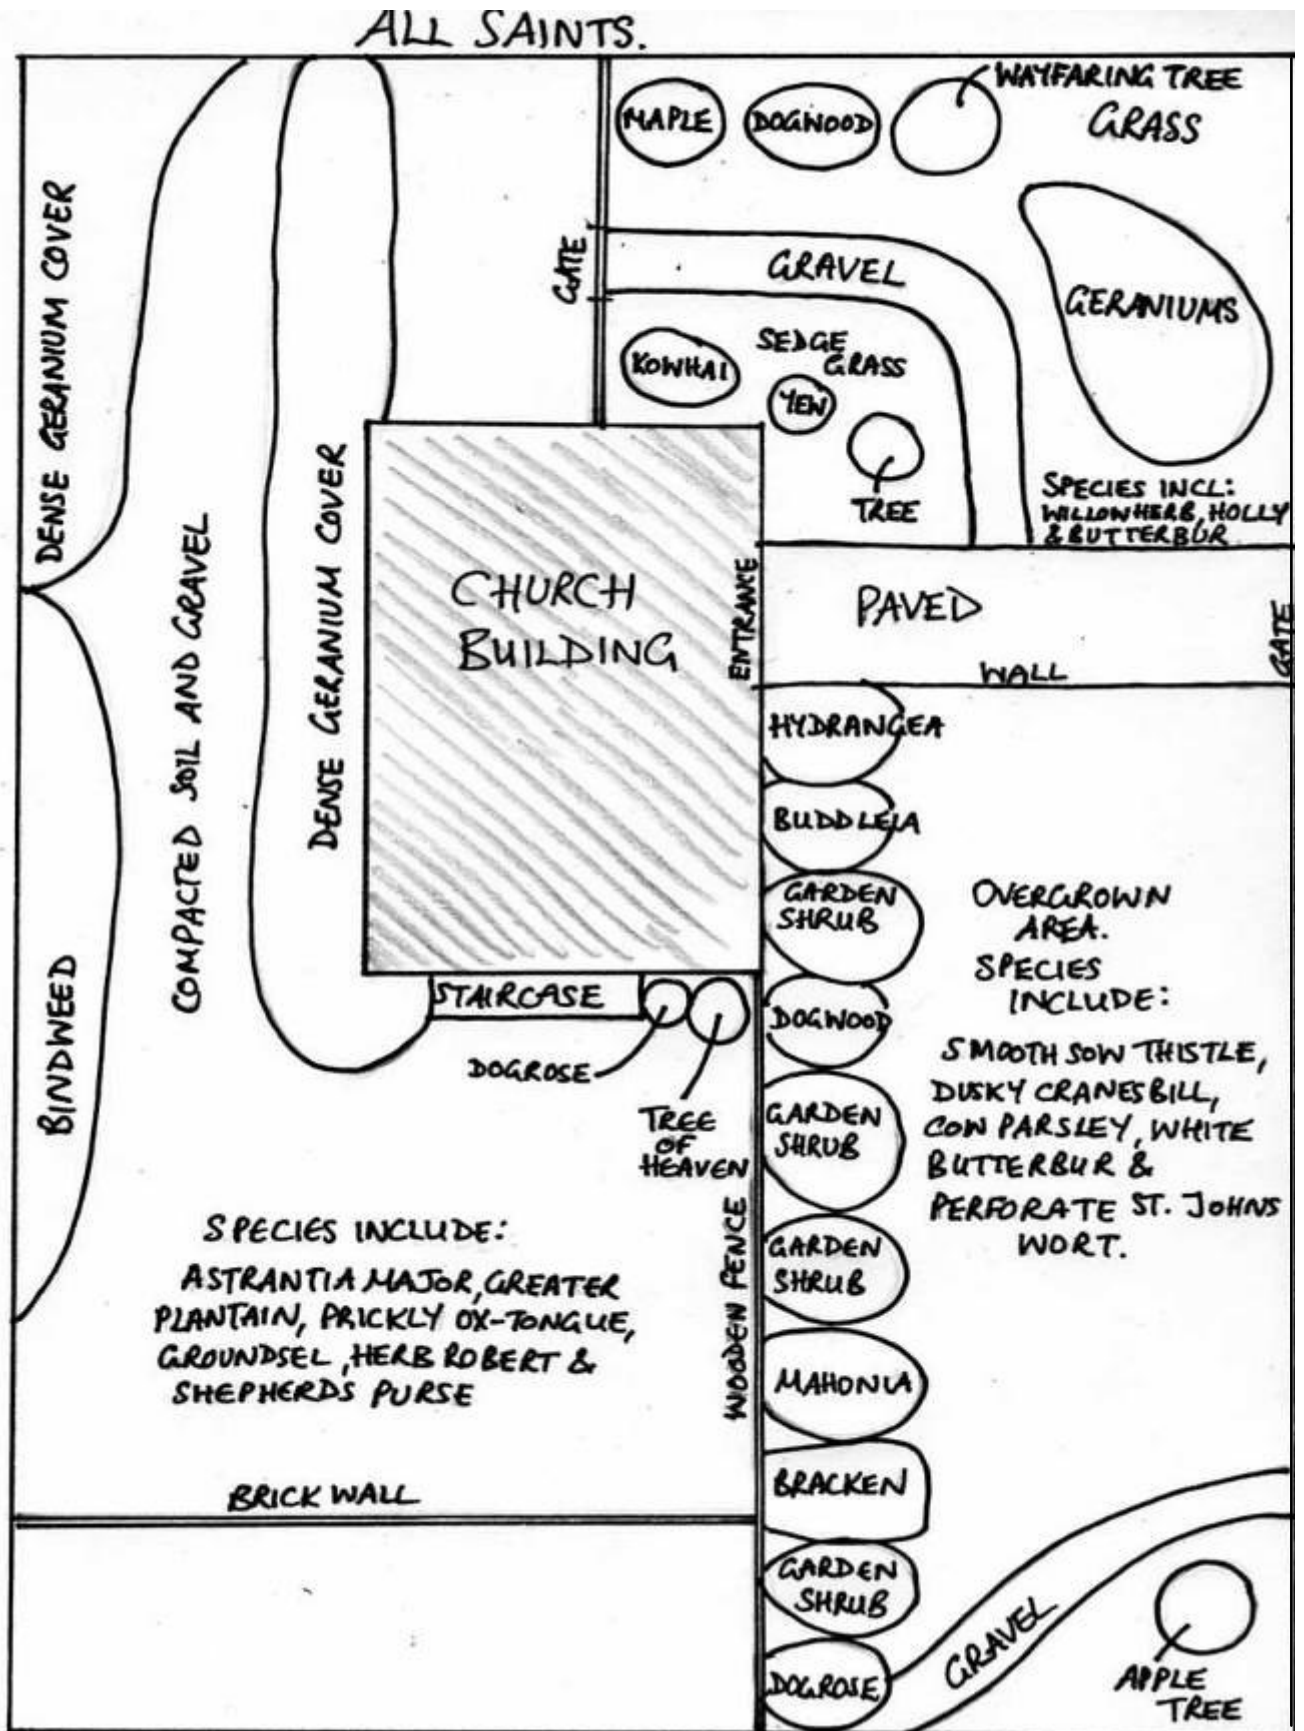 ALL SAINTS.
WAYFARING TREE
GRASS
MAPLE
DOGWOOD
DENSE GERANIUM COVER
GATE
GRAVEL
GERANIUMS
KOWHAI
SEDGE
GRASS
YEW
TREE
SPECIES INCL:
WILLOWHERB, HOLLY
& BUTTERBUR
DENSE GERANIUM COVER
COMPACTED SOIL AND GRAVEL
CHURCH
BUILDING
ENTRANCE
PAVED
GATE
WALL
HYDRANGEA
BUDDLEIA
GARDEN
SHRUB
OVERGROWN
AREA.
SPECIES
INCLUDE:
SMOOTH SOW THISTLE,
DUSKY CRANESBILL,
COW PARSLEY, WHITE
BUTTERBUR &
PERFORATE ST. JOHNS
WORT.
BINDWEED
STAIRCASE
DOGROSE
TREE
OF
HEAVEN
DOGWOOD
GARDEN
SHRUB
GARDEN
SHRUB
WOODEN FENCE
SPECIES INCLUDE:
ASTRANTIA MAJOR, GREATER
PLANTAIN, PRICKLY OX-TONGUE,
GROUNDSEL, HERB ROBERT &
SHEPHERDS PURSE
MAHONIA
BRICK WALL
BRACKEN
GARDEN
SHRUB
DOGROSE
GRAVEL
APPLE
TREE